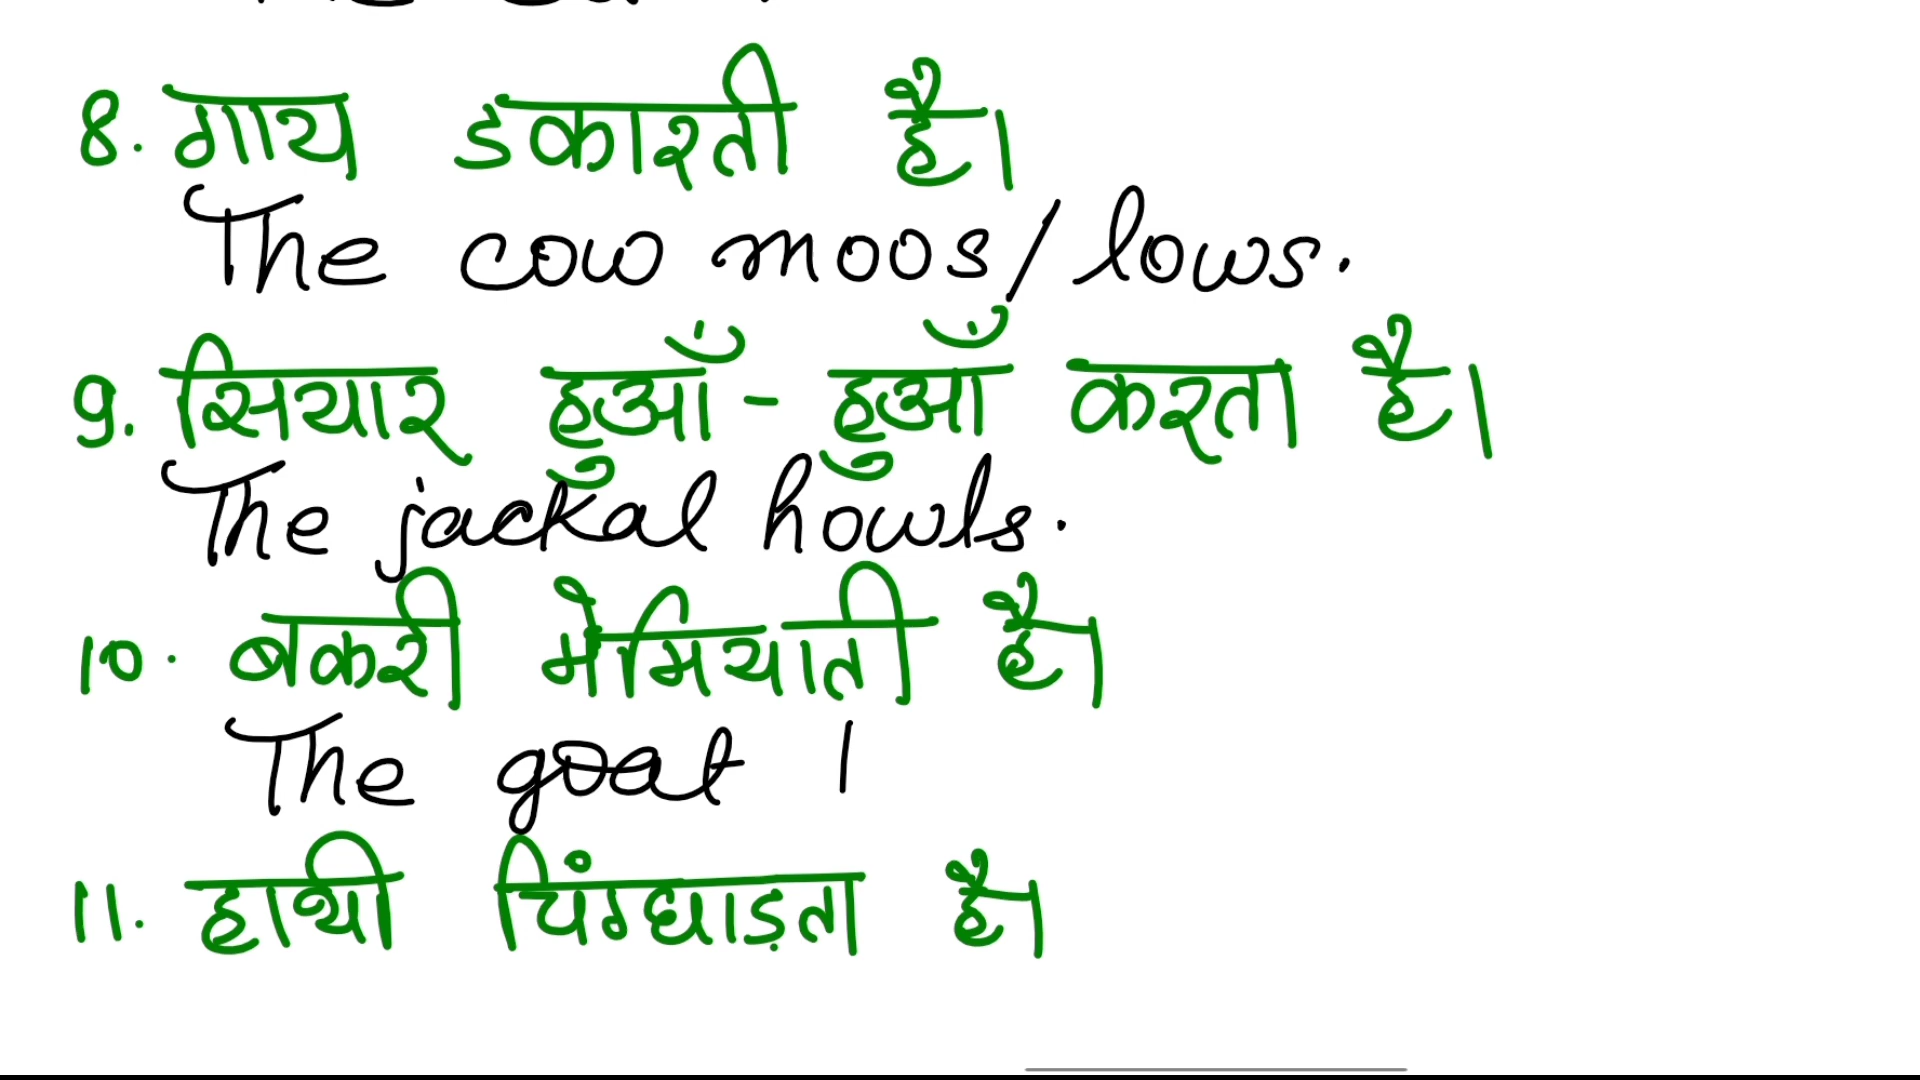 8. गाय डकारती है।
The cow moos/lows.
9. सियार हुआँ-हुआँ करता है।
The jackal howls.
10. बकरी मेमियाती है।
The goat
11. हाथी चिंग्घाड़ता है।